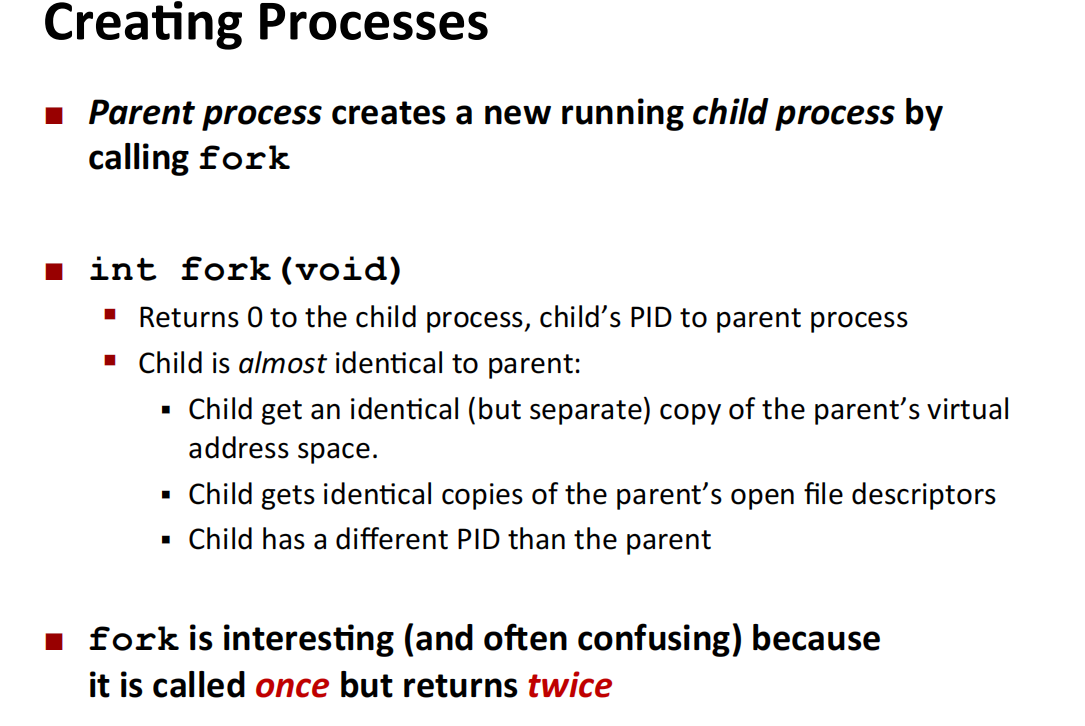 Creating Processes
Parent process creates a new running child process by
calling fork
int fork(void)
Returns 0 to the child process, child’s PID to parent process
Child is almost identical to parent:
Child get an identical (but separate) copy of the parent’s virtual
address space.
Child gets identical copies of the parent’s open file descriptors
Child has a different PID than the parent
fork is interesting (and often confusing) because
it is called once but returns twice